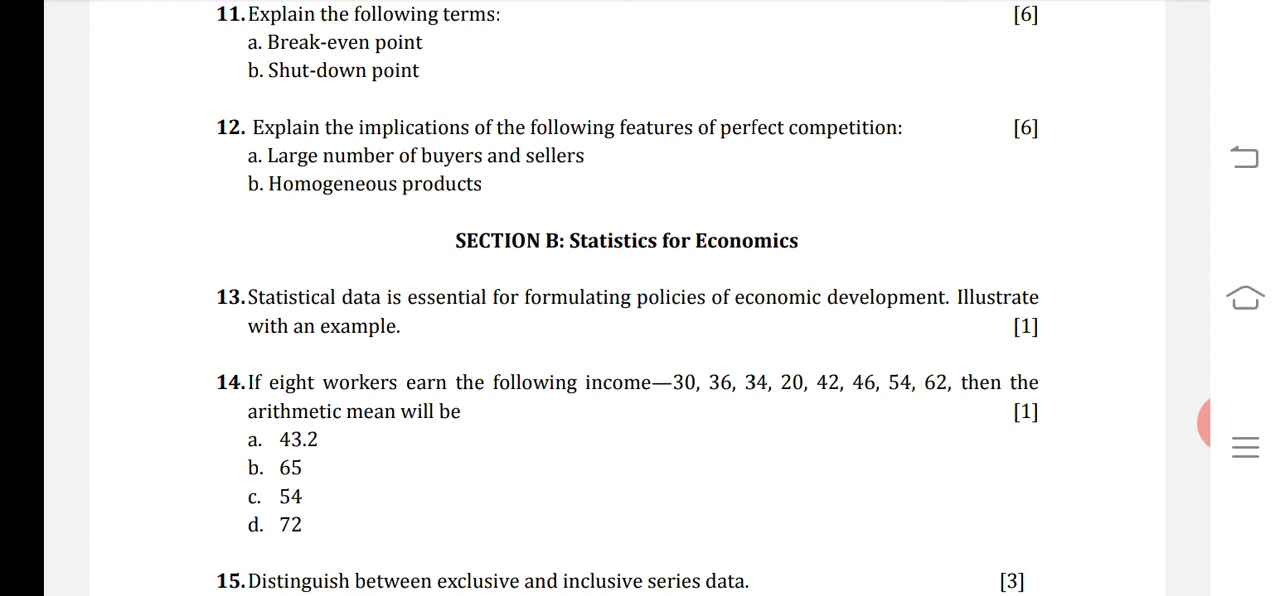 11. Explain the following terms: [6]
a. Break-even point
b. Shut-down point
12. Explain the implications of the following features of perfect competition: [6]
a. Large number of buyers and sellers
b. Homogeneous products
SECTION B: Statistics for Economics
13. Statistical data is essential for formulating policies of economic development. Illustrate
with an example. [1]
14. If eight workers earn the following income—30, 36, 34, 20, 42, 46, 54, 62, then the
arithmetic mean will be [1]
a. 43.2
b. 65
c. 54
d. 72
15. Distinguish between exclusive and inclusive series data. [3]